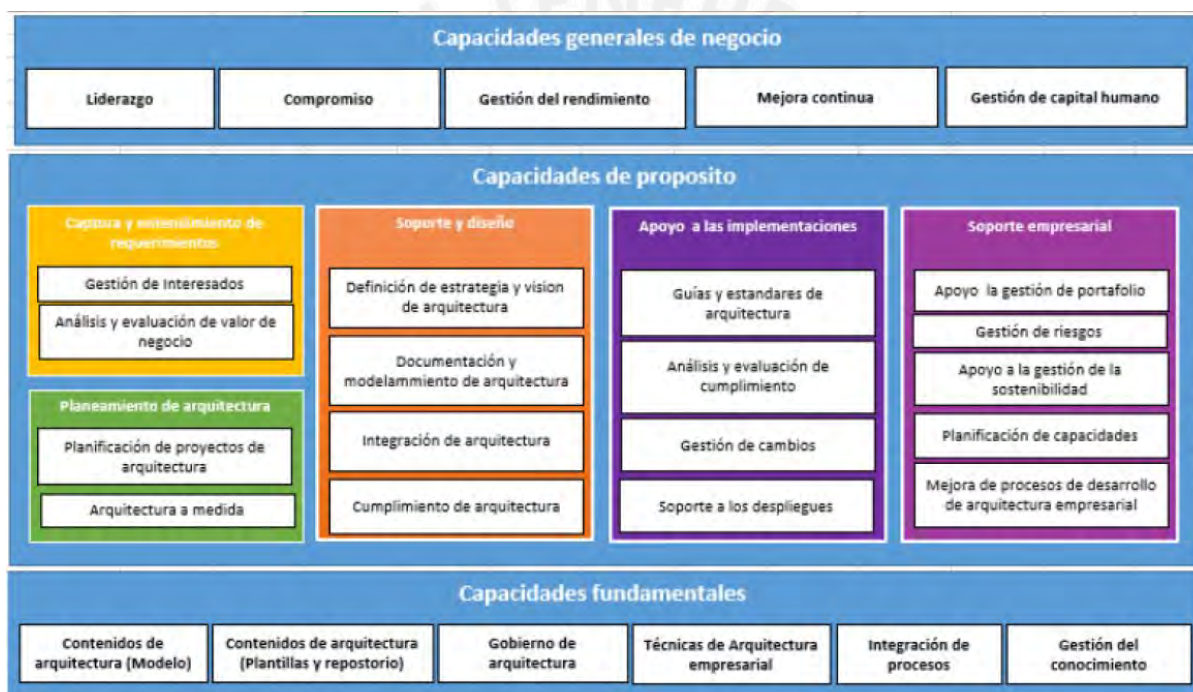 Capacidades generales de negocio
Liderazgo
Compromiso
Gestión del rendimiento
Mejora continua
Gestión de capital humano
Capacidades de proposito
Captura y entendimiento de
requerimientos
Gestión de Interesados
Análisis y evaluación de valor de
negocio
Planeamiento de arquitectura
Planificación de proyectos de
arquitectura
Arquitectura a medida
Soporte y diseño
Definición de estrategia y vision
de arquitectura
Documentación y
modelammiento de arquitectura
Integración de arquitectura
Cumplimiento de arquitectura
Apoyo a las implementaciones
Guías y estandares de
arquitectura
Análisis y evaluación de
cumplimiento
Gestión de cambios
Soporte a los despliegues
Soporte empresarial
Apoyo la gestión de portafolio
Gestión de riesgos
Apoyo a la gestión de la
sostenibilidad
Planificación de capacidades
Mejora de procesos de desarrollo
de arquitectura empresarial
Capacidades fundamentales
Contenidos de
arquitectura (Modelo)
Contenidos de arquitectura
(Plantillas y repostorio)
Gobierno de
arquitectura
Técnicas de Arquitectura
empresarial
Integración de
procesos
Gestión del
conocimiento